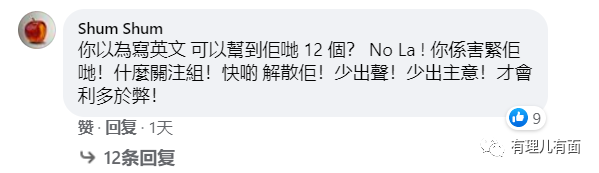 Shum Shum
你以為寫英文 可以幫到佢哋 12 個? No La ! 你係害緊佢
哋! 什麼關注組! 快啲 解散佢! 少出聲! 少出主意! 才會
利多於弊!
赞 · 回复 · 1天
9
12条回复
有理儿有面